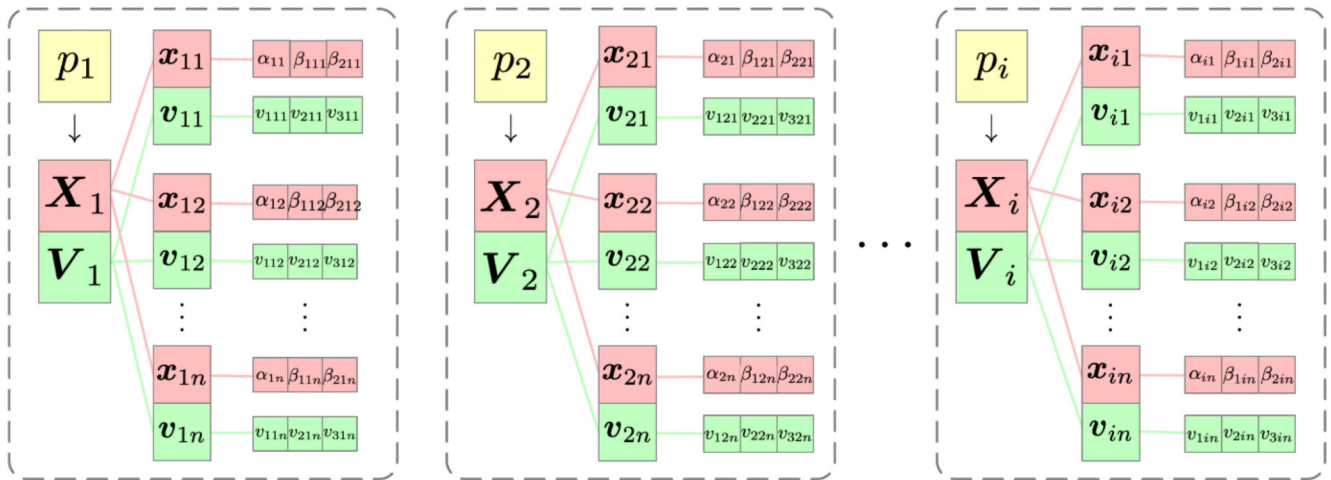 p₁ x₁₁ α₁₁ β₁₁₁ β₂₁₁
v₁₁ v₁₁₁ v₂₁₁ v₃₁₁
↓
X₁ x₁₂ α₁₂ β₁₁₂ β₂₁₂
V₁ v₁₂ v₁₁₂ v₂₁₂ v₃₁₂
⋮ ⋮
x₁ₙ α₁ₙ β₁₁ₙ β₂₁ₙ
v₁ₙ v₁₁ₙ v₂₁ₙ v₃₁ₙ
p₂ x₂₁ α₂₁ β₁₂₁ β₂₂₁
v₂₁ v₁₂₁ v₂₂₁ v₃₂₁
↓
X₂ x₂₂ α₂₂ β₁₂₂ β₂₂₂
V₂ v₂₂ v₁₂₂ v₂₂₂ v₃₂₂
⋮ ⋮
x₂ₙ α₂ₙ β₁₂ₙ β₂₂ₙ
v₂ₙ v₁₂ₙ v₂₂ₙ v₃₂ₙ
⋯
pᵢ xᵢ₁ αᵢ₁ β₁ᵢ₁ β₂ᵢ₁
vᵢ₁ v₁ᵢ₁ v₂ᵢ₁ v₃ᵢ₁
↓
Xᵢ xᵢ₂ αᵢ₂ β₁ᵢ₂ β₂ᵢ₂
Vᵢ vᵢ₂ v₁ᵢ₂ v₂ᵢ₂ v₃ᵢ₂
⋮ ⋮
xᵢₙ αᵢₙ β₁ᵢₙ β₂ᵢₙ
vᵢₙ v₁ᵢₙ v₂ᵢₙ v₃ᵢₙ